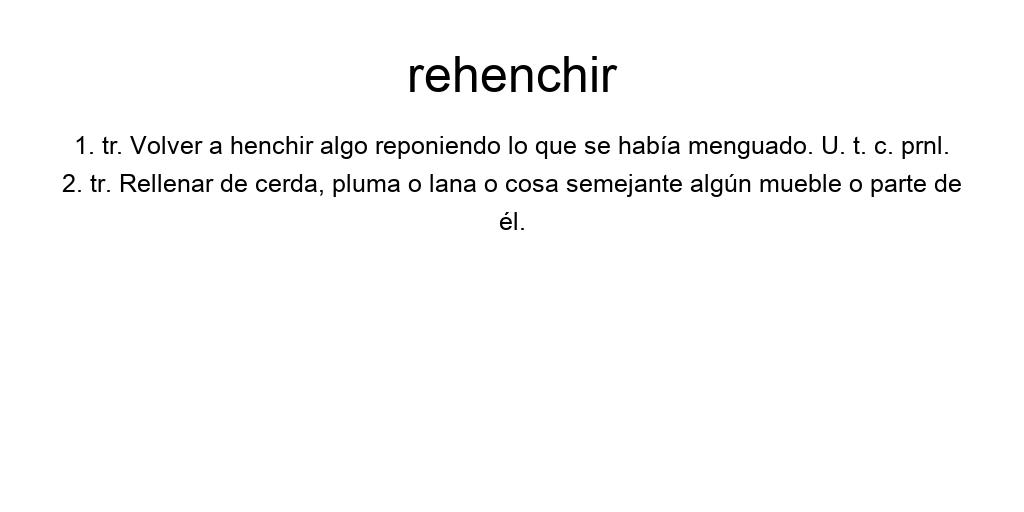 rehenchir
1. tr. Volver a henchir algo reponiendo lo que se había menguado. U. t. c. prnl.
2. tr. Rellenar de cerda, pluma o lana o cosa semejante algún mueble o parte de
él.